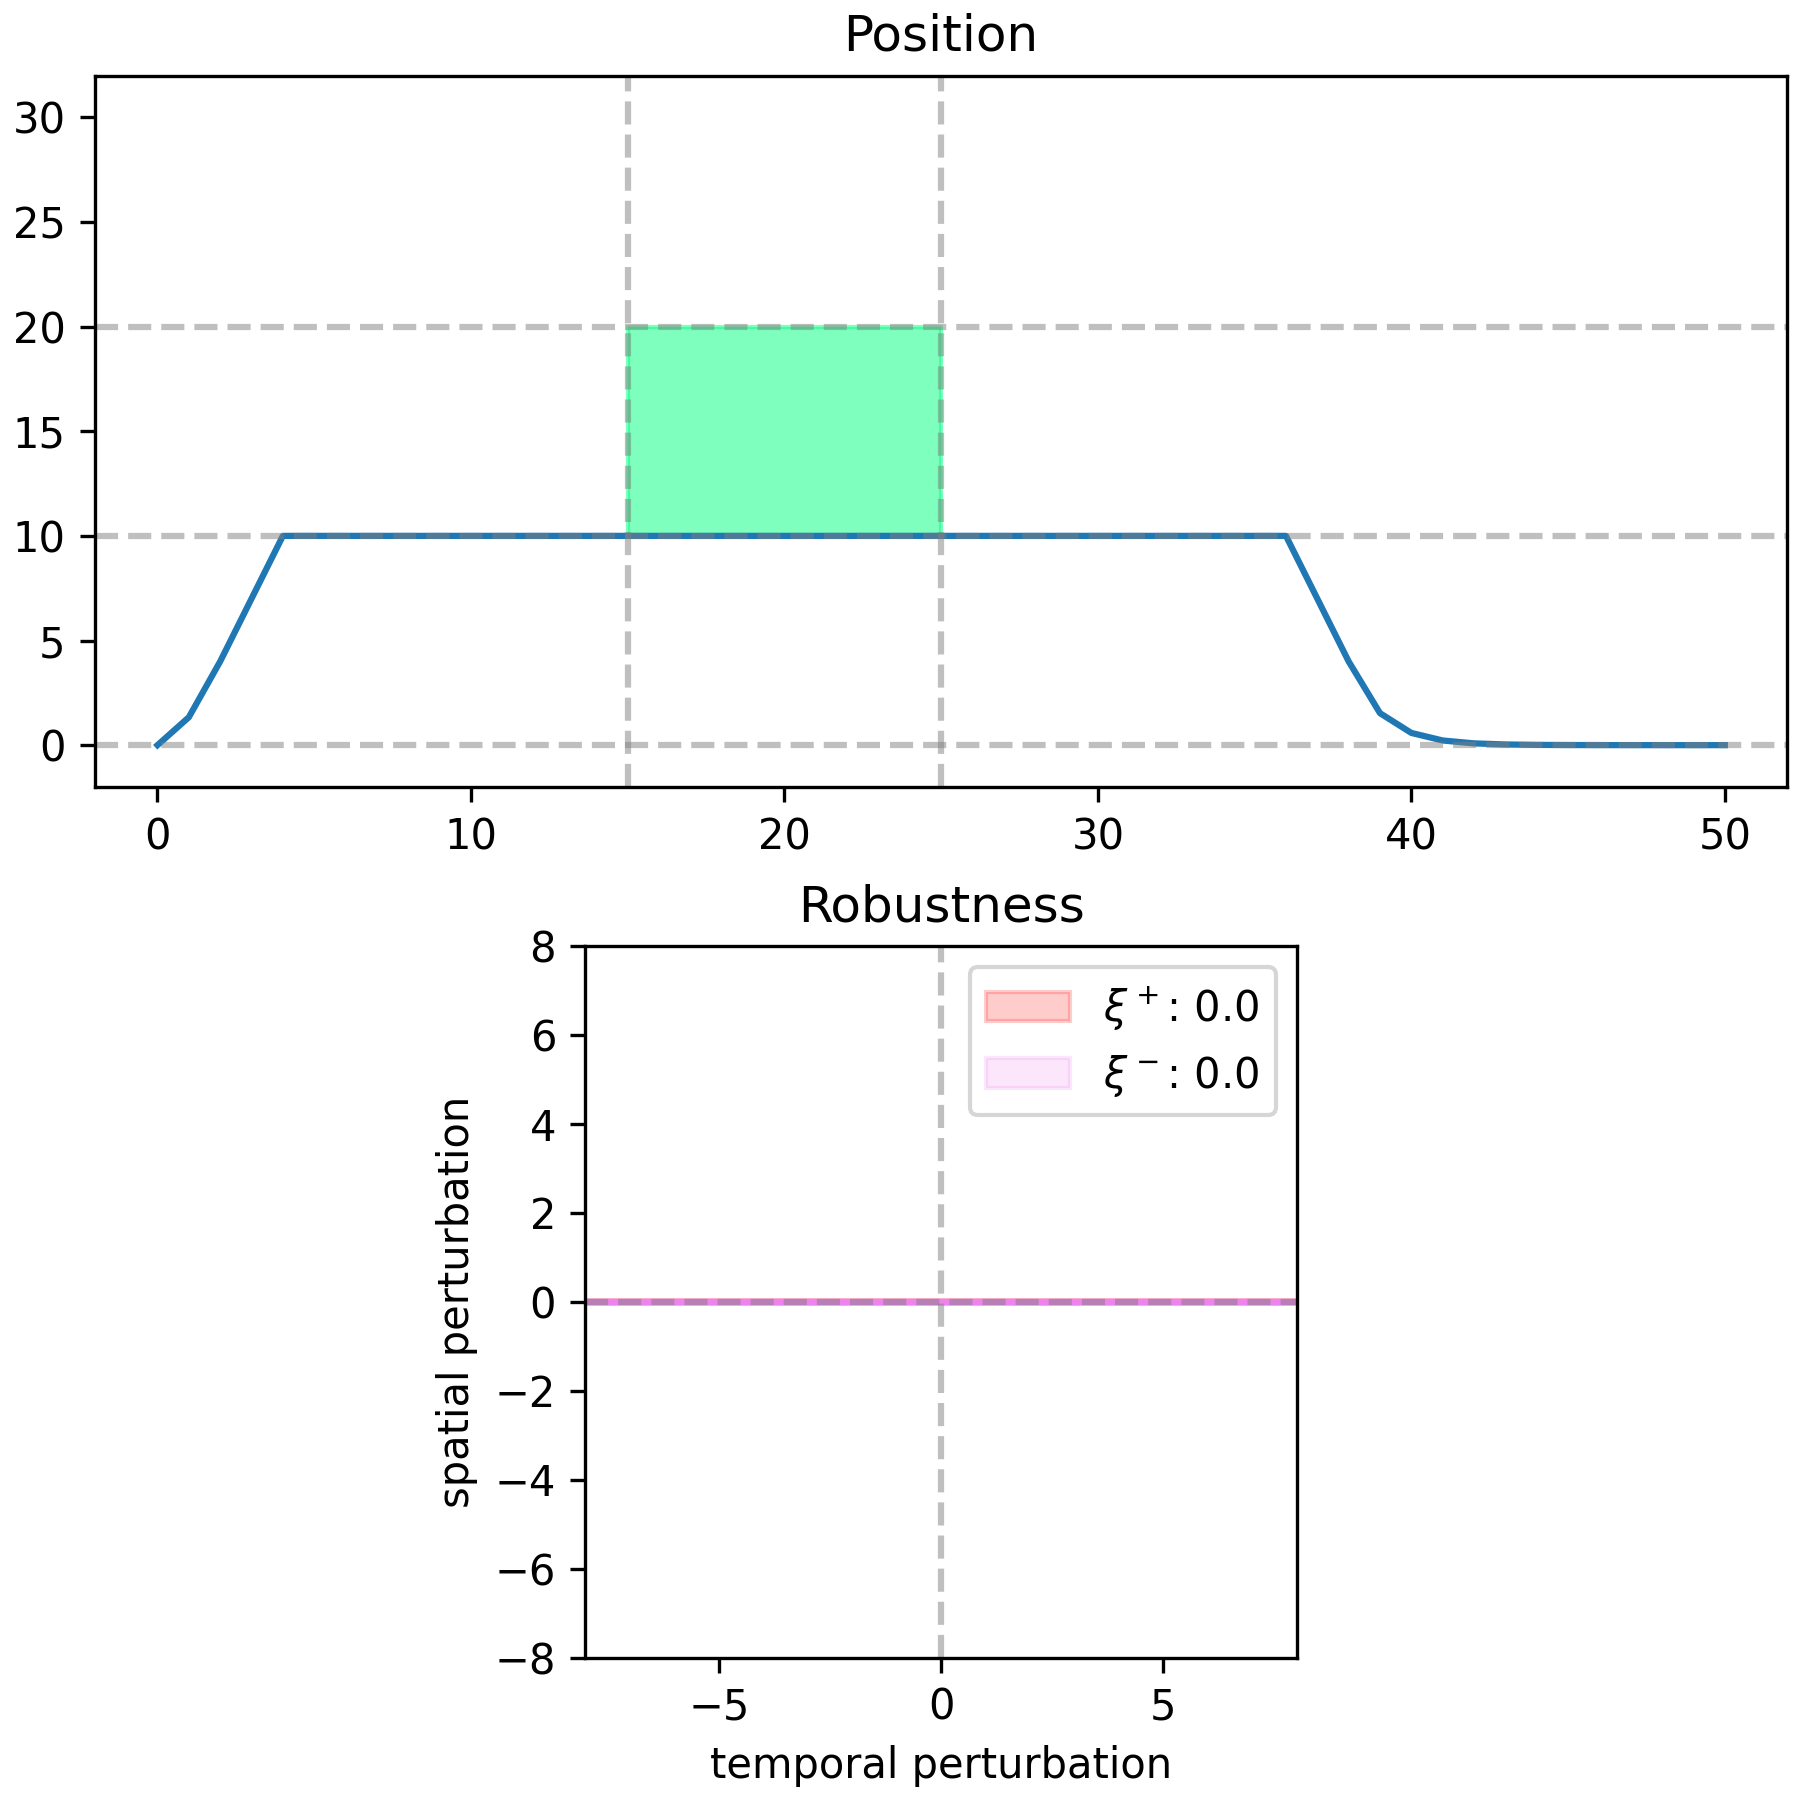 Position
30
25
20
15
10
5
0
0 10 20 30 40 50
Robustness
8
6
4
2
0
−2
−4
−6
−8
spatial perturbation
ξ⁺: 0.0
ξ⁻: 0.0
−5 0 5
temporal perturbation